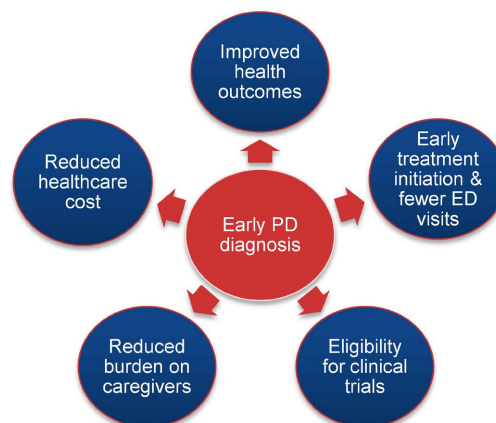 Improved
health
outcomes
Early
treatment
initiation &
fewer ED
visits
Reduced
healthcare
cost
Early PD
diagnosis
Reduced
burden on
caregivers
Eligibility
for clinical
trials